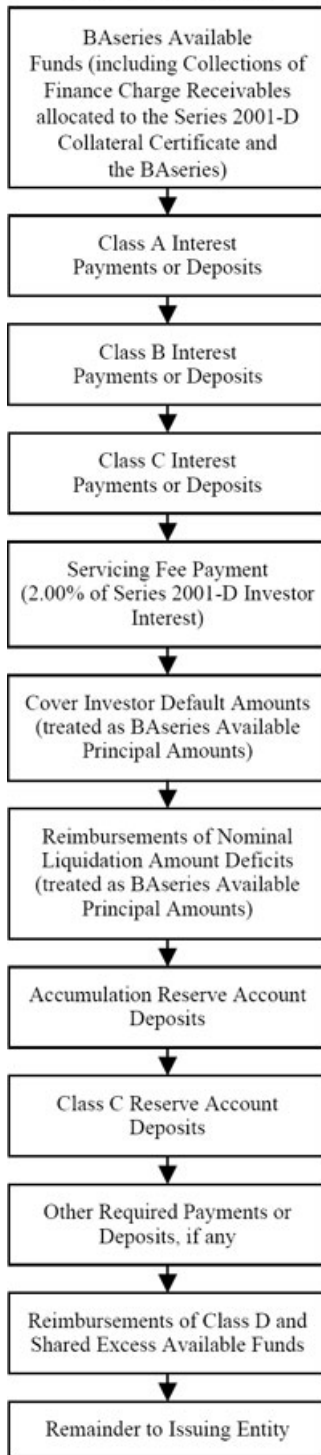 BAseries Available
Funds (including Collections of
Finance Charge Receivables
allocated to the Series 2001-D
Collateral Certificate and
the BAseries)
Class A Interest
Payments or Deposits
Class B Interest
Payments or Deposits
Class C Interest
Payments or Deposits
Servicing Fee Payment
(2.00% of Series 2001-D Investor
Interest)
Cover Investor Default Amounts
(treated as BAseries Available
Principal Amounts)
Reimbursements of Nominal
Liquidation Amount Deficits
(treated as BAseries Available
Principal Amounts)
Accumulation Reserve Account
Deposits
Class C Reserve Account
Deposits
Other Required Payments or
Deposits, if any
Reimbursements of Class D and
Shared Excess Available Funds
Remainder to Issuing Entity